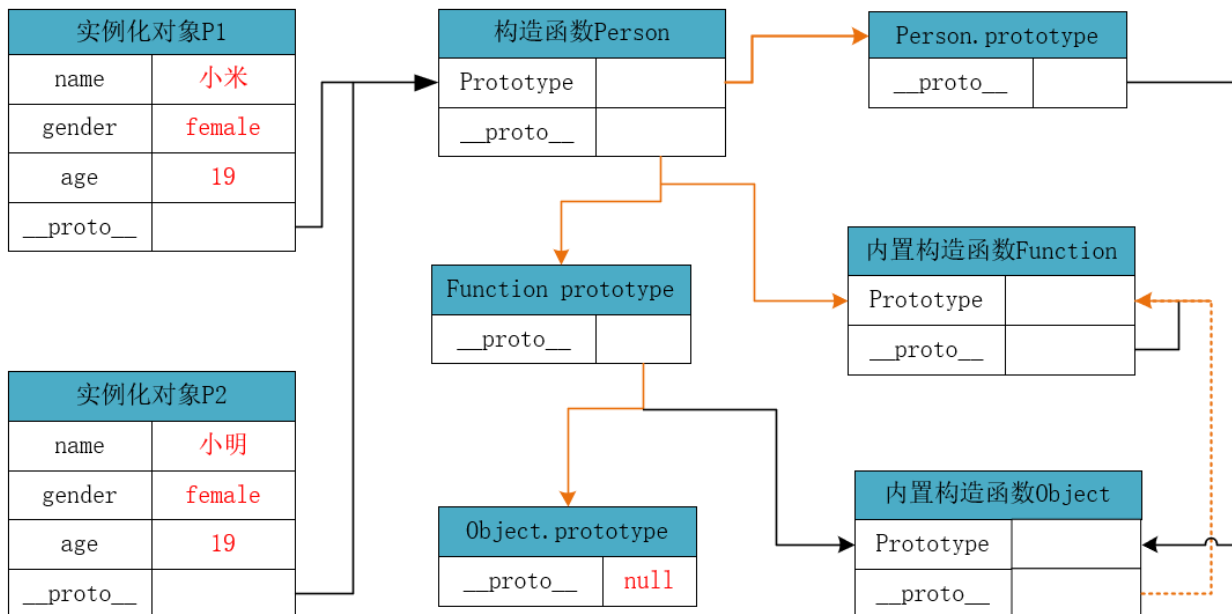 实例化对象P1
name 小米
gender female
age 19
__proto__
构造函数Person
Prototype
__proto__
Person.prototype
__proto__
Function prototype
__proto__
内置构造函数Function
Prototype
__proto__
实例化对象P2
name 小明
gender female
age 19
__proto__
Object.prototype
__proto__ null
内置构造函数Object
Prototype
__proto__